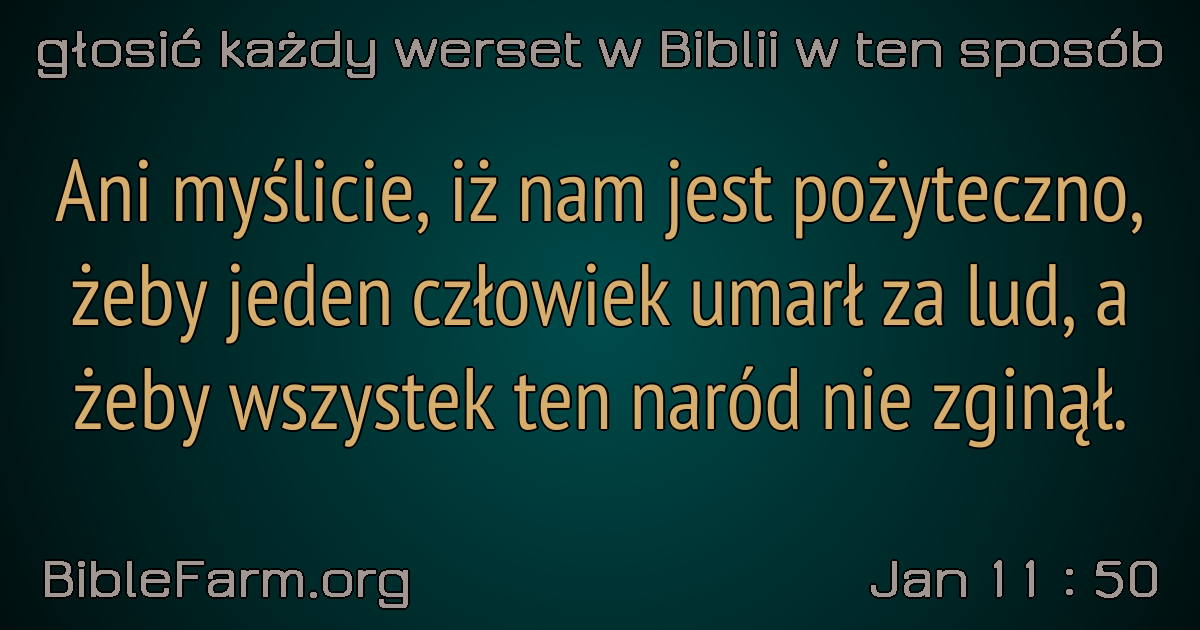 głosić każdy werset w Biblii w ten sposób
Ani myślicie, iż nam jest pożyteczno,
żeby jeden człowiek umarł za lud, a
żeby wszystek ten naród nie zginął.
BibleFarm.org
Jan 11 : 50